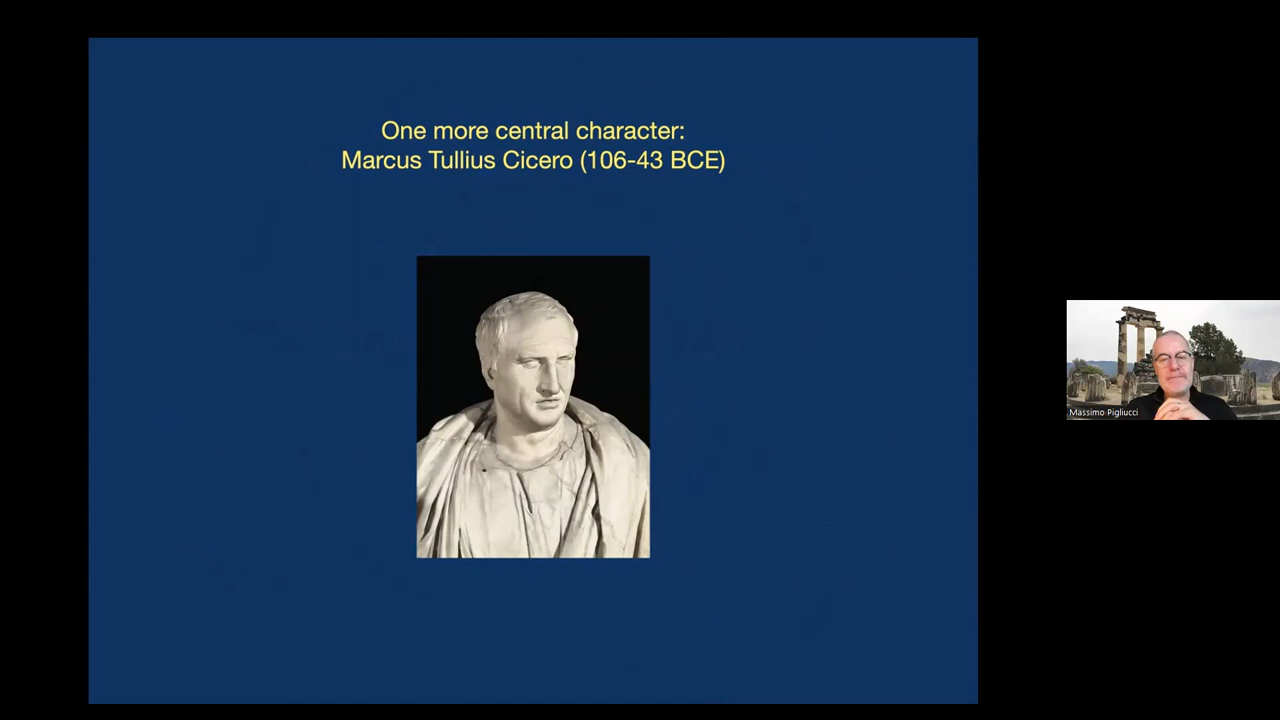 One more central character:
Marcus Tullius Cicero (106-43 BCE)
Massimo Pigliucci